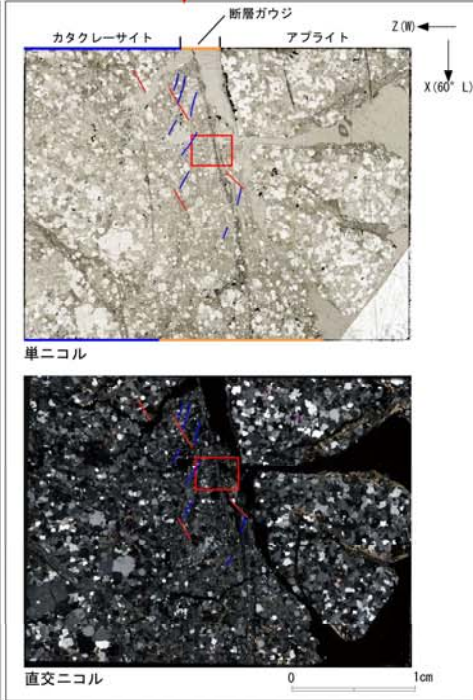 断層ガウジ
カタクレーサイト
アプライト
Z(W)
X(60° L)
単ニコル
直交ニコル
0 1cm